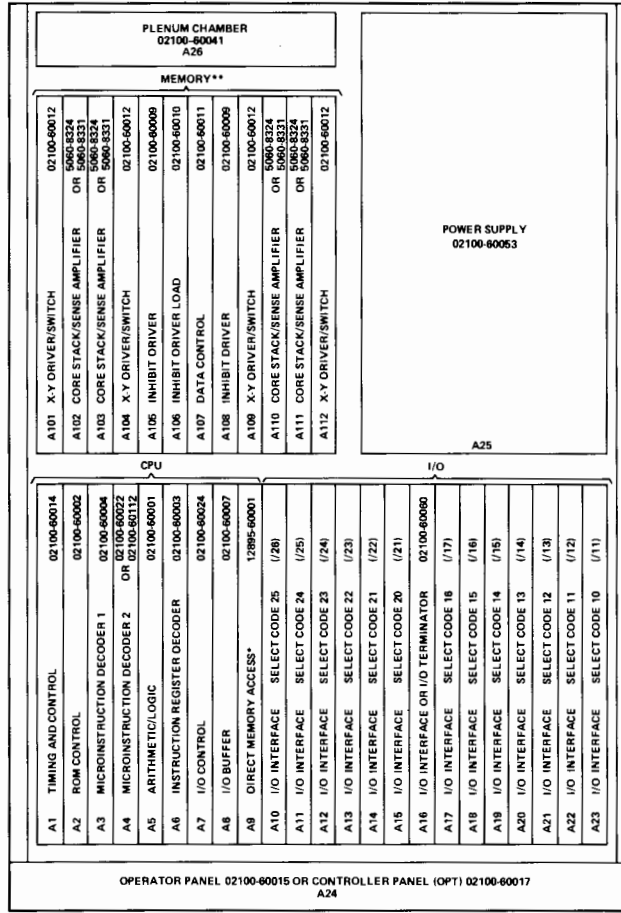 PLENUM CHAMBER
02100-60041
A26
MEMORY**
A101 X-Y DRIVER/SWITCH 02100-60012
A102 CORE STACK/SENSE AMPLIFIER 5060-8324
OR 5060-8331
A103 CORE STACK/SENSE AMPLIFIER 5060-8324
OR 5060-8331
A104 X-Y DRIVER/SWITCH 02100-60012
A105 INHIBIT DRIVER 02100-60009
A106 INHIBIT DRIVER LOAD 02100-60010
A107 DATA CONTROL 02100-60011
A108 INHIBIT DRIVER 02100-60009
A109 X-Y DRIVER/SWITCH 02100-60012
A110 CORE STACK/SENSE AMPLIFIER 5060-8324
OR 5060-8331
A111 CORE STACK/SENSE AMPLIFIER 5060-8324
OR 5060-8331
A112 X-Y DRIVER/SWITCH 02100-60012
POWER SUPPLY
02100-60053
A25
CPU
A1 TIMING AND CONTROL 02100-60014
A2 ROM CONTROL 02100-60002
A3 MICROINSTRUCTION DECODER 1 02100-60004
A4 MICROINSTRUCTION DECODER 2 02100-60022
OR 02100-60112
A5 ARITHMETIC/LOGIC 02100-60001
A6 INSTRUCTION REGISTER DECODER 02100-60003
A7 I/O CONTROL 02100-60024
A8 I/O BUFFER 02100-60007
A9 DIRECT MEMORY ACCESS* 12895-60001
I/O
A10 I/O INTERFACE SELECT CODE 25 (/26)
A11 I/O INTERFACE SELECT CODE 24 (/25)
A12 I/O INTERFACE SELECT CODE 23 (/24)
A13 I/O INTERFACE SELECT CODE 22 (/23)
A14 I/O INTERFACE SELECT CODE 21 (/22)
A15 I/O INTERFACE SELECT CODE 20 (/21)
A16 I/O INTERFACE OR I/O TERMINATOR 02100-60060
A17 I/O INTERFACE SELECT CODE 16 (/17)
A18 I/O INTERFACE SELECT CODE 15 (/16)
A19 I/O INTERFACE SELECT CODE 14 (/15)
A20 I/O INTERFACE SELECT CODE 13 (/14)
A21 I/O INTERFACE SELECT CODE 12 (/13)
A22 I/O INTERFACE SELECT CODE 11 (/12)
A23 I/O INTERFACE SELECT CODE 10 (/11)
OPERATOR PANEL 02100-60015 OR CONTROLLER PANEL (OPT) 02100-60017
A24